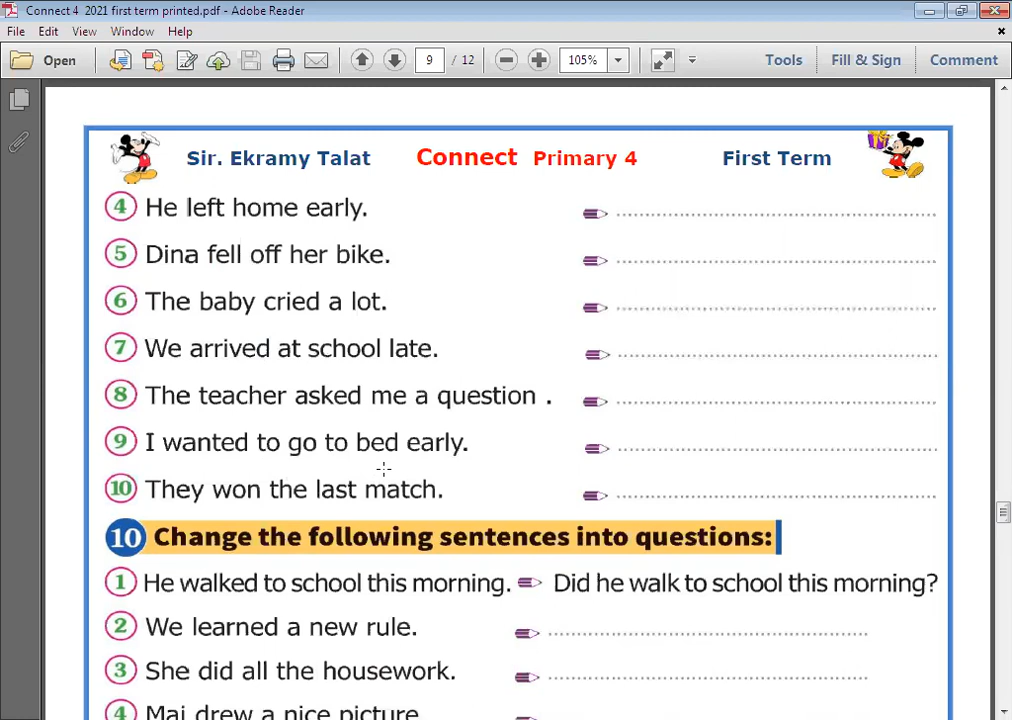 Connect 4 2021 first term printed.pdf - Adobe Reader
File Edit View Window Help
Open 9 / 12 105% Tools Fill & Sign Comment
Sir. Ekramy Talat Connect Primary 4 First Term
4 He left home early.
5 Dina fell off her bike.
6 The baby cried a lot.
7 We arrived at school late.
8 The teacher asked me a question .
9 I wanted to go to bed early.
10 They won the last match.
10 Change the following sentences into questions:
1 He walked to school this morning. Did he walk to school this morning?
2 We learned a new rule.
3 She did all the housework.
4 Mai drew a nice picture